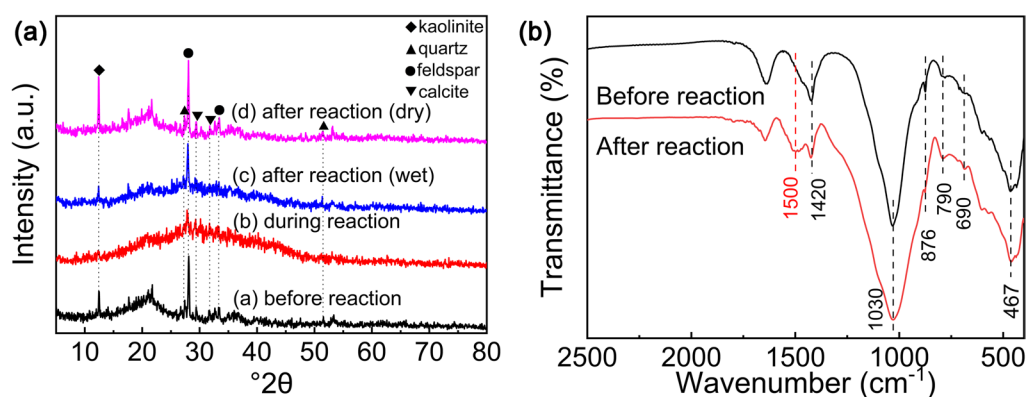 (a)
◆kaolinite
▲quartz
●feldspar
▼calcite
(d) after reaction (dry)
(c) after reaction (wet)
(b) during reaction
(a) before reaction
Intensity (a.u.)
10 20 30 40 50 60 70 80
°2θ
(b)
Before reaction
After reaction
1500
1420
1030
876
790
690
467
Transmittance (%)
2500 2000 1500 1000 500
Wavenumber (cm⁻¹)